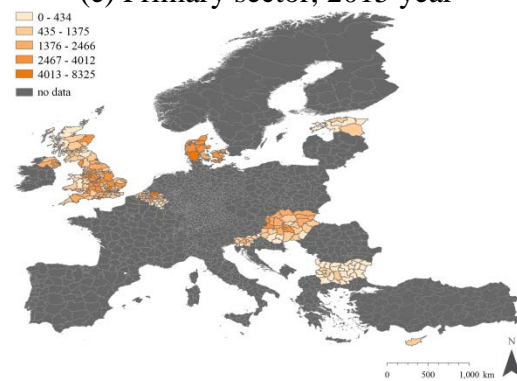 (c) Primary sector, 2015 year
0 - 434
435 - 1375
1376 - 2466
2467 - 4012
4013 - 8325
no data
N
0 500 1,000 km